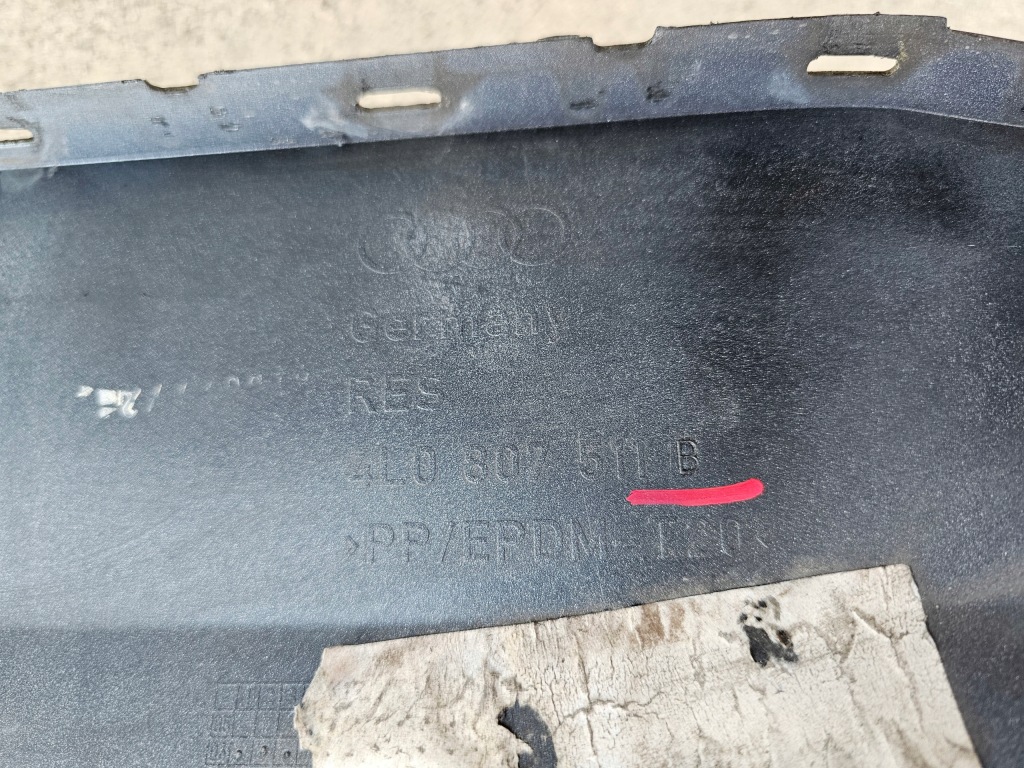 Germany
RES
4L0 807 511 B
>PP/EPDM-T20<